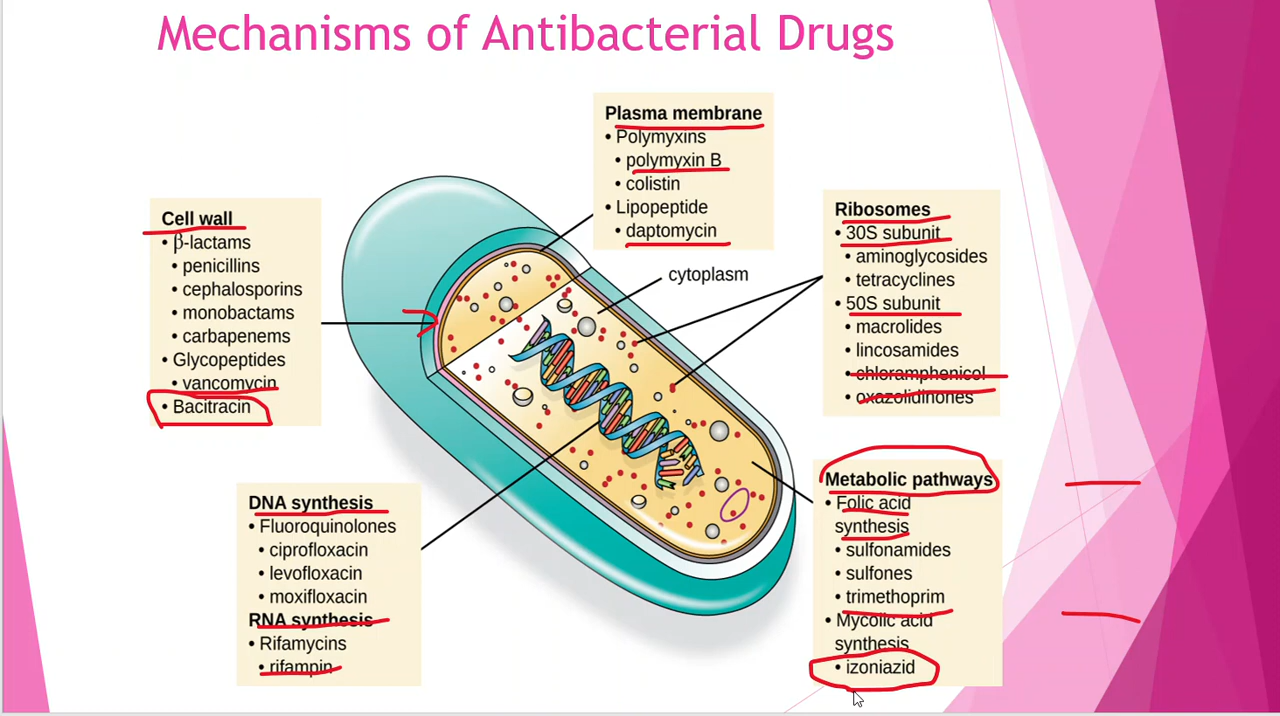 Mechanisms of Antibacterial Drugs
Plasma membrane
• Polymyxins
• polymyxin B
• colistin
• Lipopeptide
• daptomycin
Cell wall
• β-lactams
• penicillins
• cephalosporins
• monobactams
• carbapenems
• Glycopeptides
• vancomycin
• Bacitracin
cytoplasm
Ribosomes
• 30S subunit
• aminoglycosides
• tetracyclines
• 50S subunit
• macrolides
• lincosamides
• chloramphenicol
• oxazolidinones
DNA synthesis
• Fluoroquinolones
• ciprofloxacin
• levofloxacin
• moxifloxacin
RNA synthesis
• Rifamycins
• rifampin
Metabolic pathways
• Folic acid
synthesis
• sulfonamides
• sulfones
• trimethoprim
• Mycolic acid
synthesis
• izoniazid